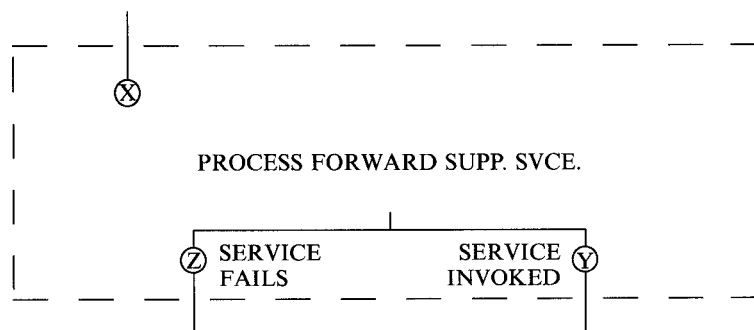 X
PROCESS FORWARD SUPP. SVCE.
Z SERVICE FAILS
SERVICE INVOKED Y